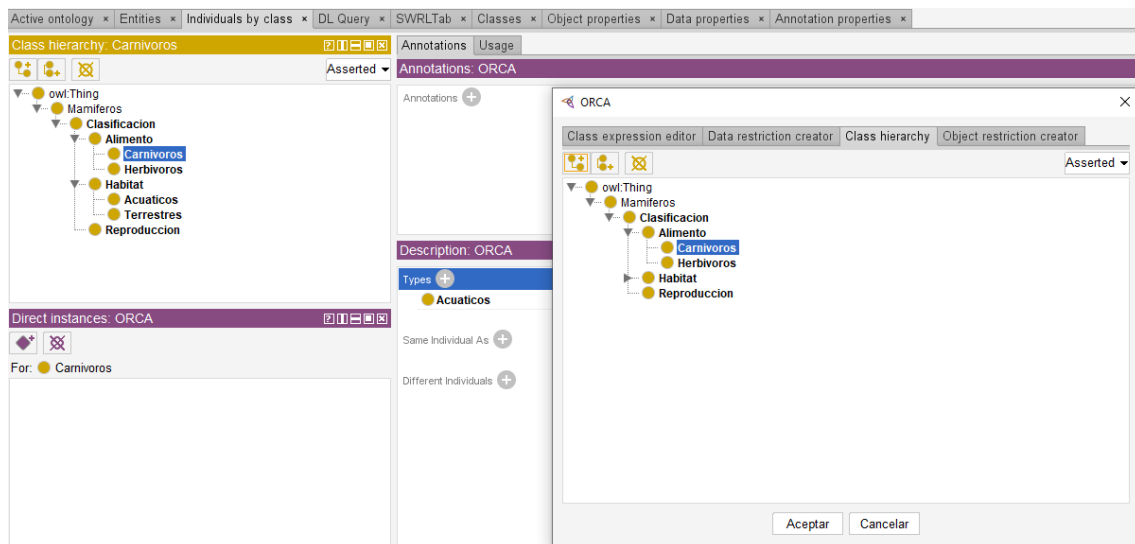 Active ontology × Entities × Individuals by class × DL Query × SWRLTab × Classes × Object properties × Data properties × Annotation properties ×
Class hierarchy: Carnivoros
Asserted
owl:Thing
Mamiferos
Clasificacion
Alimento
Carnivoros
Herbivoros
Habitat
Acuaticos
Terrestres
Reproduccion
Direct instances: ORCA
For: Carnivoros
Annotations Usage
Annotations: ORCA
Annotations
Description: ORCA
Types
Acuaticos
Same Individual As
Different Individuals
ORCA
Class expression editor Data restriction creator Class hierarchy Object restriction creator
Asserted
owl:Thing
Mamiferos
Clasificacion
Alimento
Carnivoros
Herbivoros
Habitat
Reproduccion
Aceptar Cancelar